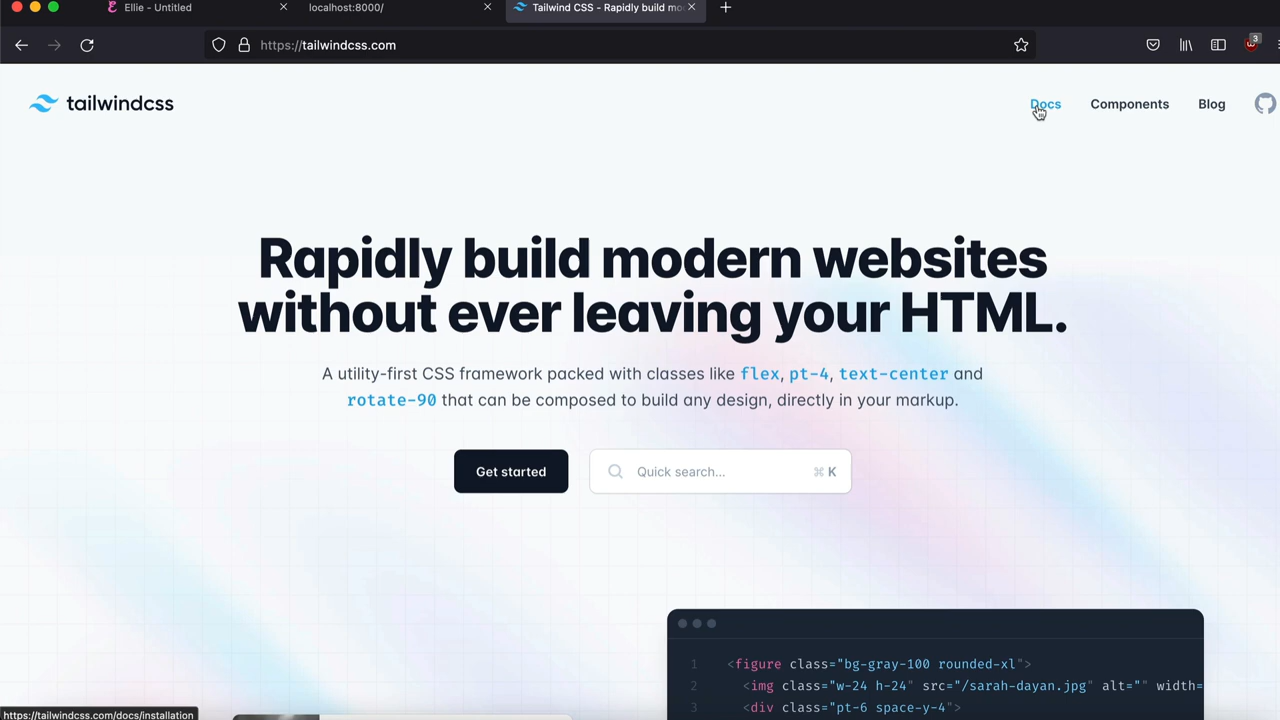 Ellie - Untitled
localhost:8000/
Tailwind CSS - Rapidly build mo
https://tailwindcss.com
3
tailwindcss
Docs
Components
Blog
Rapidly build modern websites
without ever leaving your HTML.
A utility-first CSS framework packed with classes like flex, pt-4, text-center and
rotate-90 that can be composed to build any design, directly in your markup.
Get started
Quick search...
⌘ K
1 <figure class="bg-gray-100 rounded-xl">
2 <img class="w-24 h-24" src="/sarah-dayan.jpg" alt="" width=
3 <div class="pt-6 space-y-4">
https://tailwindcss.com/docs/installation